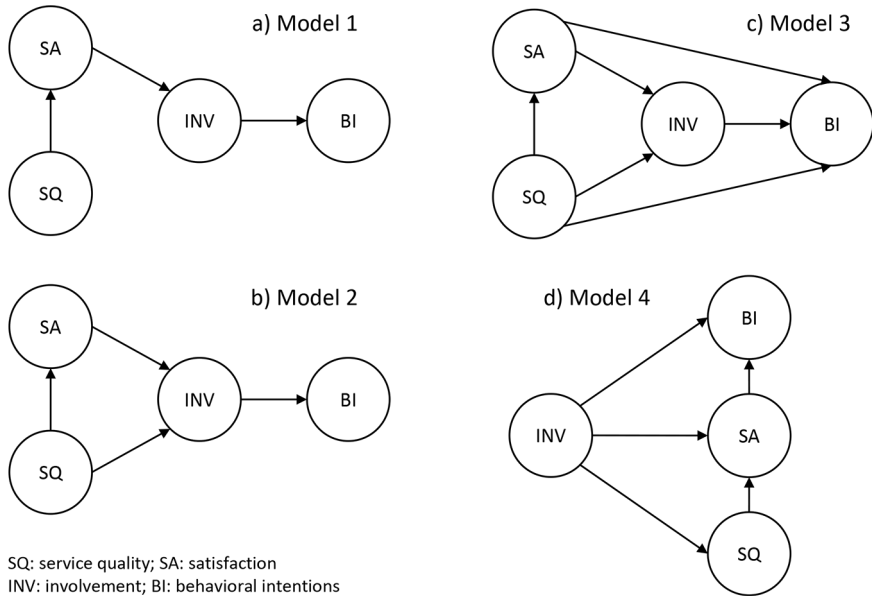 a) Model 1
SA
INV
BI
SQ
c) Model 3
SA
INV
BI
SQ
b) Model 2
SA
INV
BI
SQ
d) Model 4
BI
INV
SA
SQ
SQ: service quality; SA: satisfaction
INV: involvement; BI: behavioral intentions